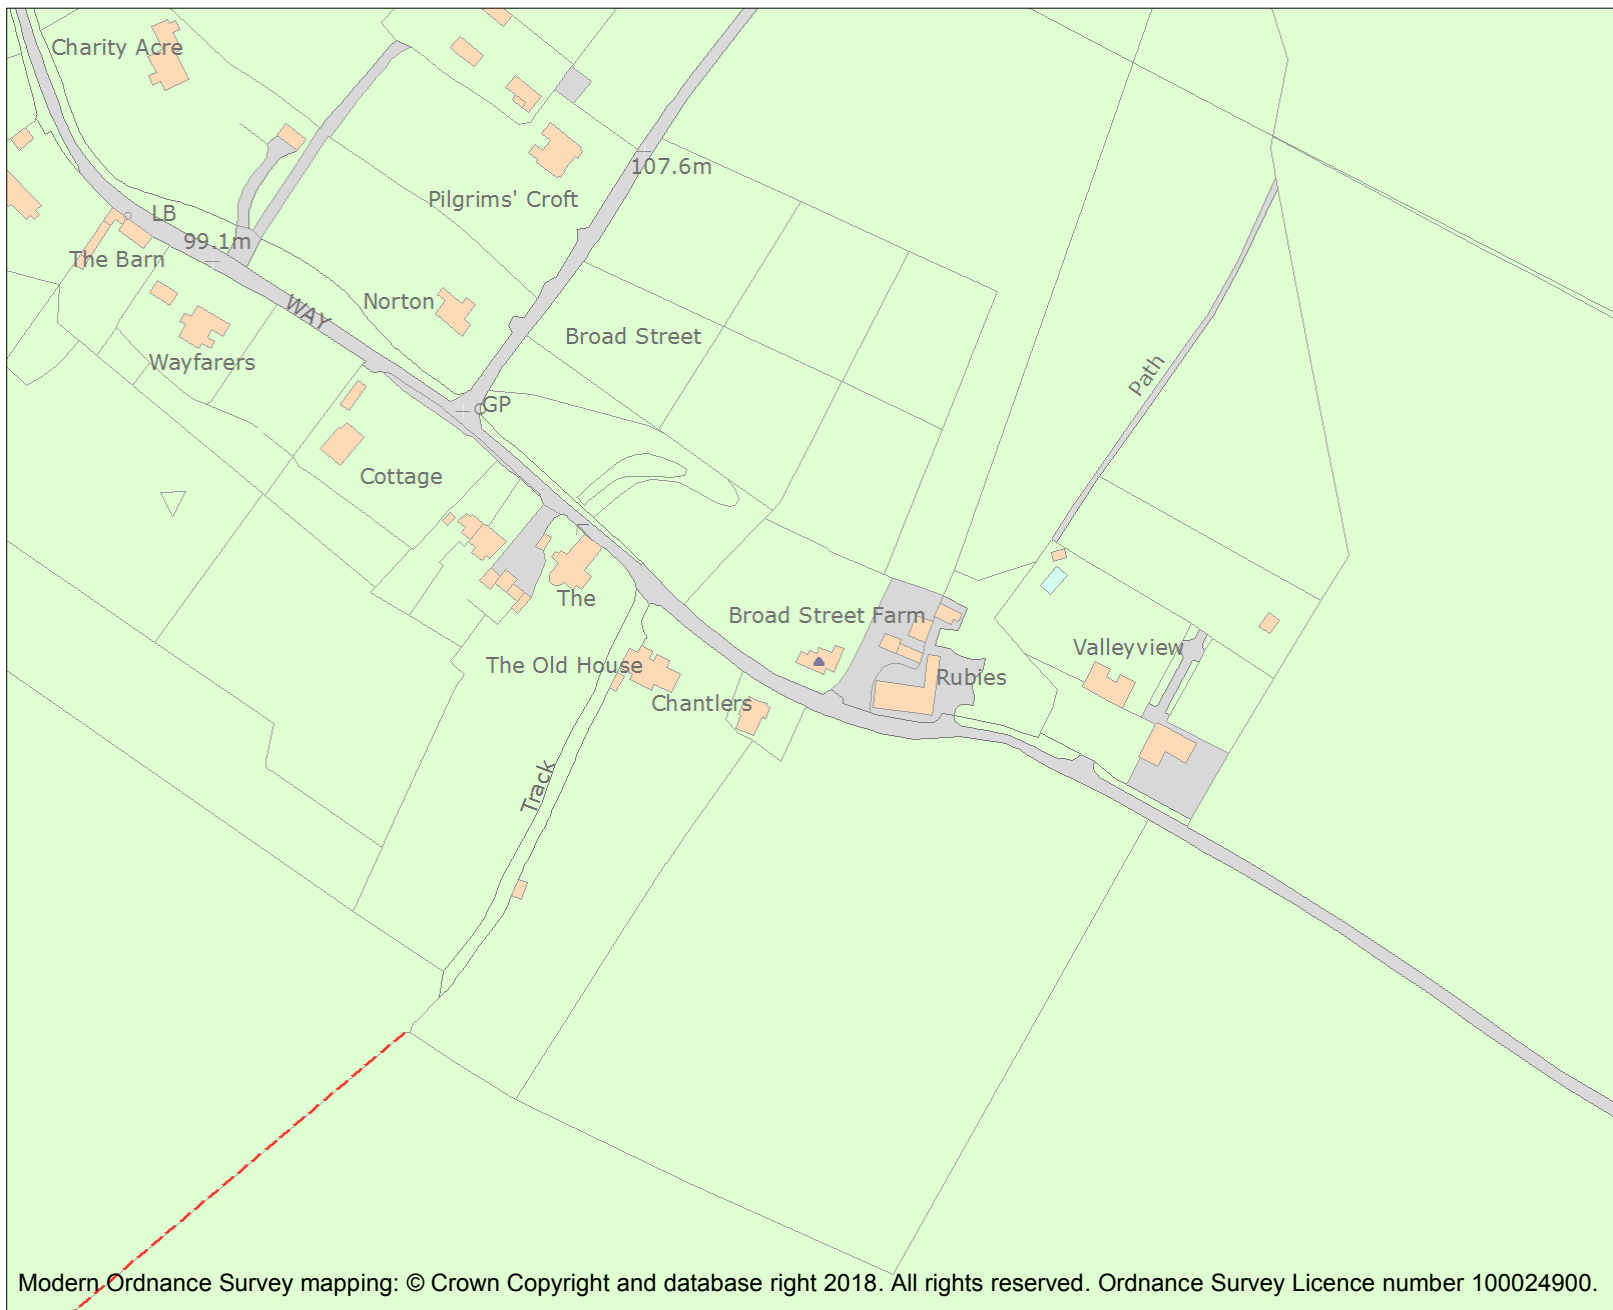 Charity Acre
107.6m
Pilgrims' Croft
LB
99.1m
The Barn
WAY
Norton
Broad Street
Wayfarers
Path
GP
Cottage
The
Broad Street Farm
Valleyview
The Old House
Rubies
Chantlers
Track
Modern Ordnance Survey mapping: © Crown Copyright and database right 2018. All rights reserved. Ordnance Survey Licence number 100024900.